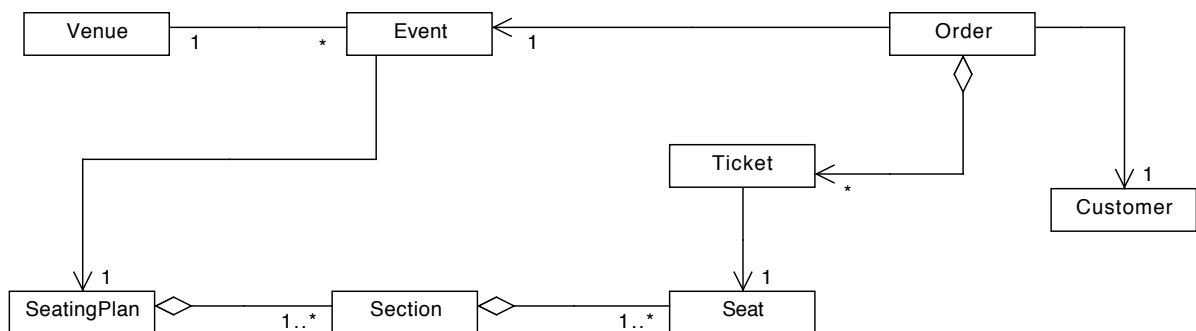 Venue
1
*
Event
1
Order
Ticket
*
1
Customer
1
SeatingPlan
1..*
Section
1..*
1
Seat